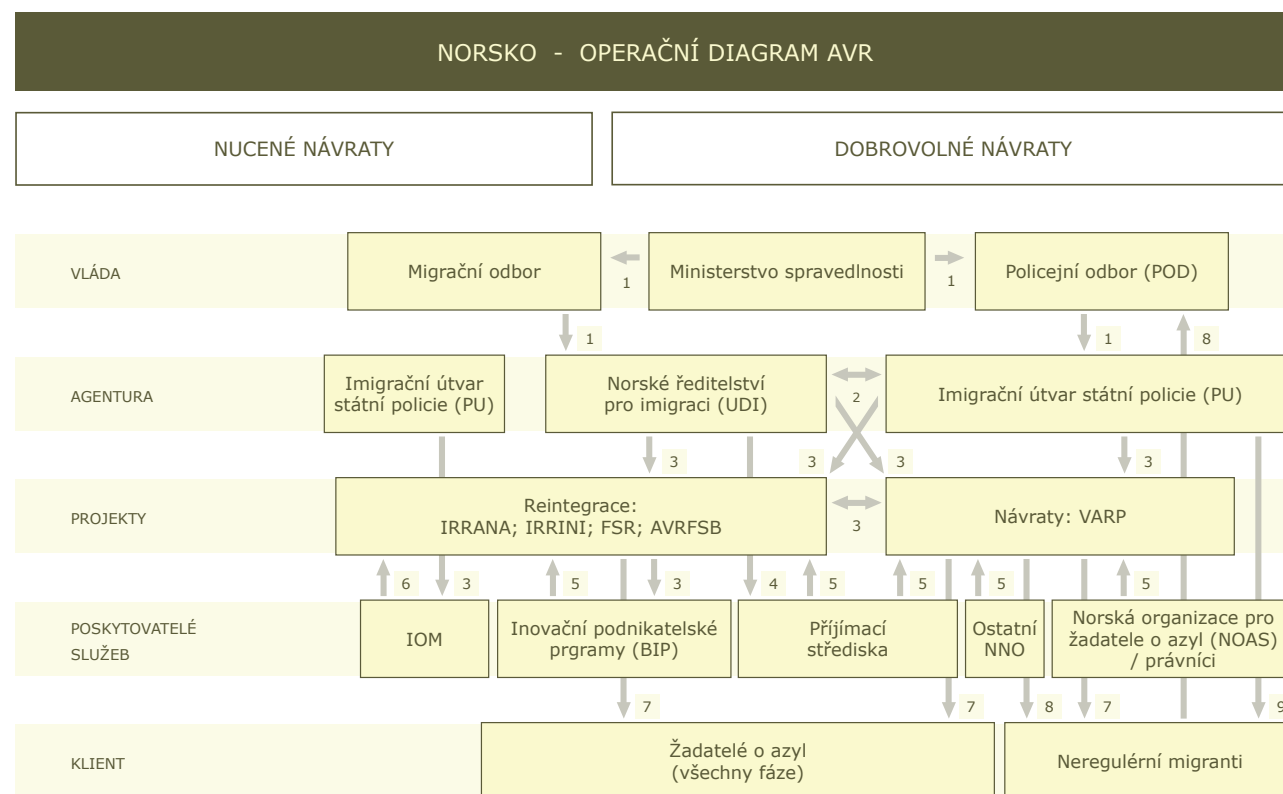 NORSKO - OPERAČNÍ DIAGRAM AVR
NUCENÉ NÁVRATY
DOBROVOLNÉ NÁVRATY
VLÁDA
Migrační odbor
1
Ministerstvo spravedlnosti
1
Policejní odbor (POD)
1
1
8
AGENTURA
Imigrační útvar
státní policie (PU)
Norské ředitelství
pro imigraci (UDI)
2
Imigrační útvar státní policie (PU)
3
3
3
3
PROJEKTY
Reintegrace:
IRRANA; IRRINI; FSR; AVRFSB
3
Návraty: VARP
6
3
5
3
4
5
5
5
5
POSKYTOVATELÉ
SLUŽEB
IOM
Inovační podnikatelské
prgramy (BIP)
Příjímací
střediska
Ostatní
NNO
Norská organizace pro
žadatele o azyl (NOAS)
/ právníci
7
7
8
7
9
KLIENT
Žadatelé o azyl
(všechny fáze)
Neregulérní migranti